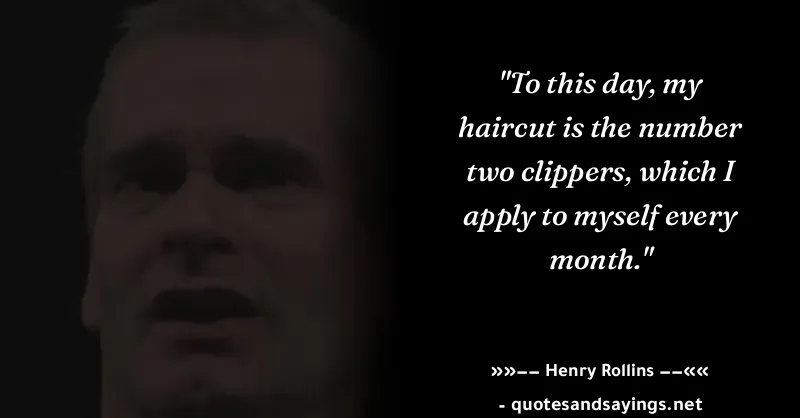 "To this day, my
haircut is the number
two clippers, which I
apply to myself every
month."
»»—— Henry Rollins ——««
- quotesandsayings.net